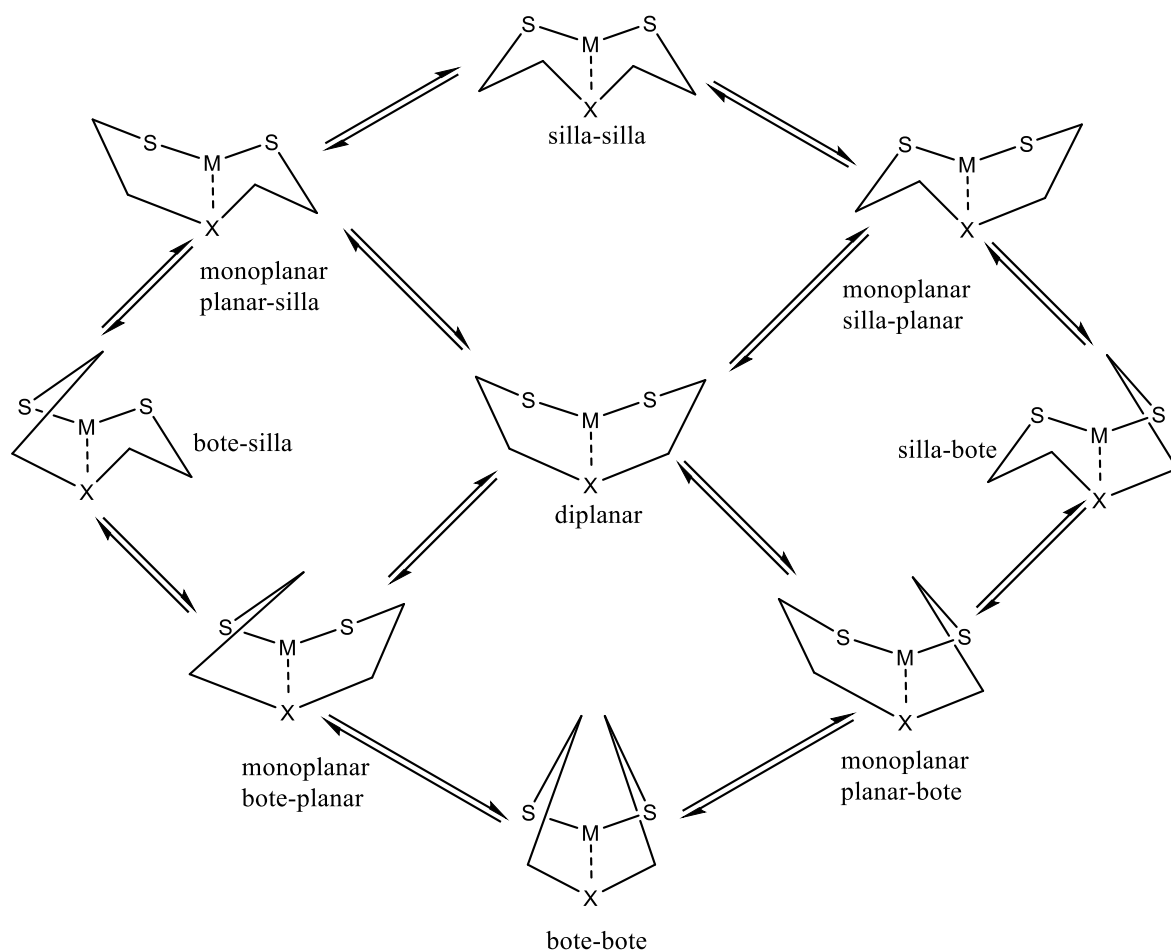 S
S
M
X
silla-silla
S
S
M
X
monoplanar
planar-silla
S
S
M
X
monoplanar
silla-planar
S
S
M
X
bote-silla
S
S
M
X
diplanar
S
S
M
X
silla-bote
S
S
M
X
monoplanar
bote-planar
S
S
M
X
monoplanar
planar-bote
S
S
M
X
bote-bote